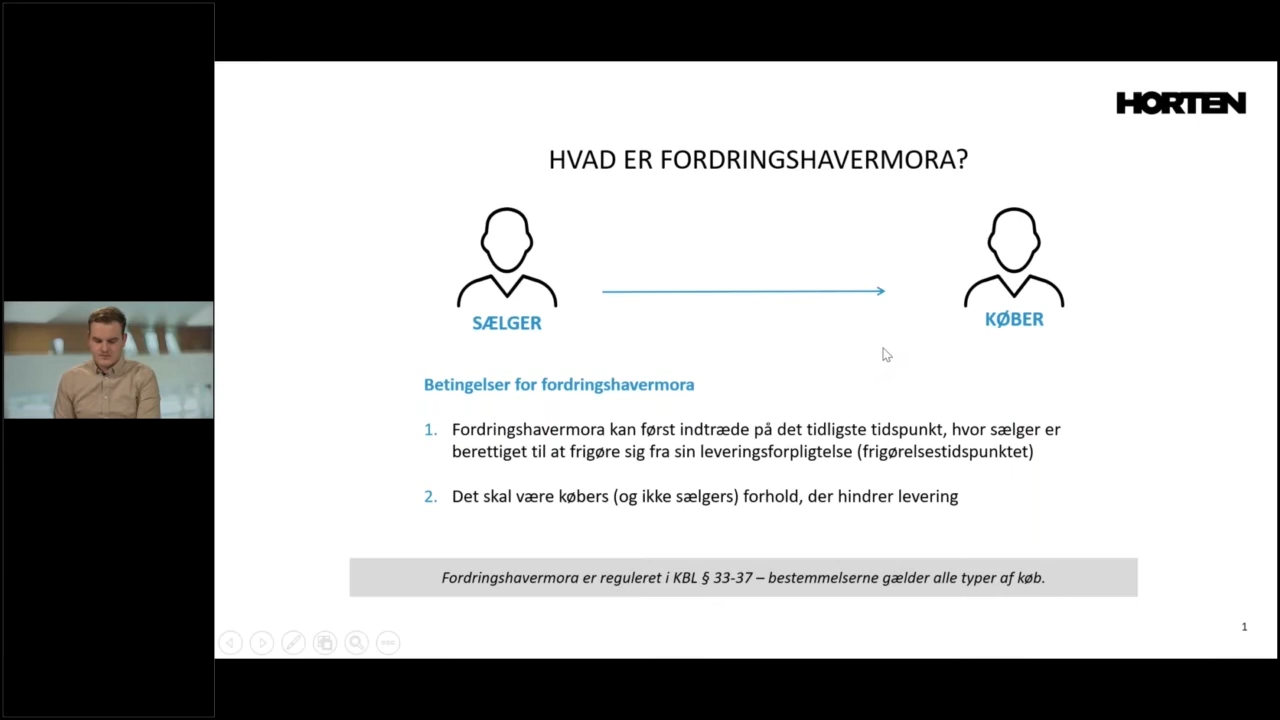 HORTEN
HVAD ER FORDRINGSHAVERMORA?
SÆLGER
KØBER
Betingelser for fordringshavermora
1. Fordringshavermora kan først indtræde på det tidligste tidspunkt, hvor sælger er
berettiget til at frigøre sig fra sin leveringsforpligtelse (frigørelsestidspunktet)
2. Det skal være købers (og ikke sælgers) forhold, der hindrer levering
Fordringshavermora er reguleret i KBL § 33-37 – bestemmelserne gælder alle typer af køb.
1